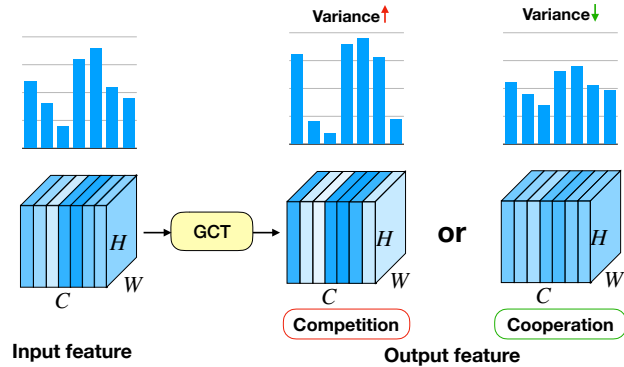 Variance↑
Variance↓
H
W
C
GCT
H
W
C
or
H
W
C
Competition
Cooperation
Input feature
Output feature